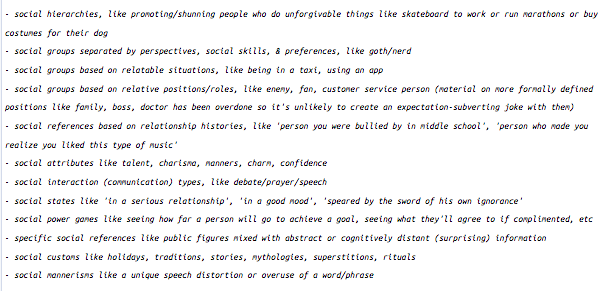 - social hierarchies, like promoting/shunning people who do unforgivable things like skateboard to work or run marathons or buy
costumes for their dog
- social groups separated by perspectives, social skills, & preferences, like goth/nerd
- social groups based on relatable situations, like being in a taxi, using an app
- social groups based on relative positions/roles, like enemy, fan, customer service person (material on more formally defined
positions like family, boss, doctor has been overdone so it's unlikely to create an expectation-subverting joke with them)
- social references based on relationship histories, like 'person you were bullied by in middle school', 'person who made you
realize you liked this type of music'
- social attributes like talent, charisma, manners, charm, confidence
- social interaction (communication) types, like debate/prayer/speech
- social states like 'in a serious relationship', 'in a good mood', 'speared by the sword of his own ignorance'
- social power games like seeing how far a person will go to achieve a goal, seeing what they'll agree to if complimented, etc
- specific social references like public figures mixed with abstract or cognitively distant (surprising) information
- social customs like holidays, traditions, stories, mythologies, superstitions, rituals
- social mannerisms like a unique speech distortion or overuse of a word/phrase